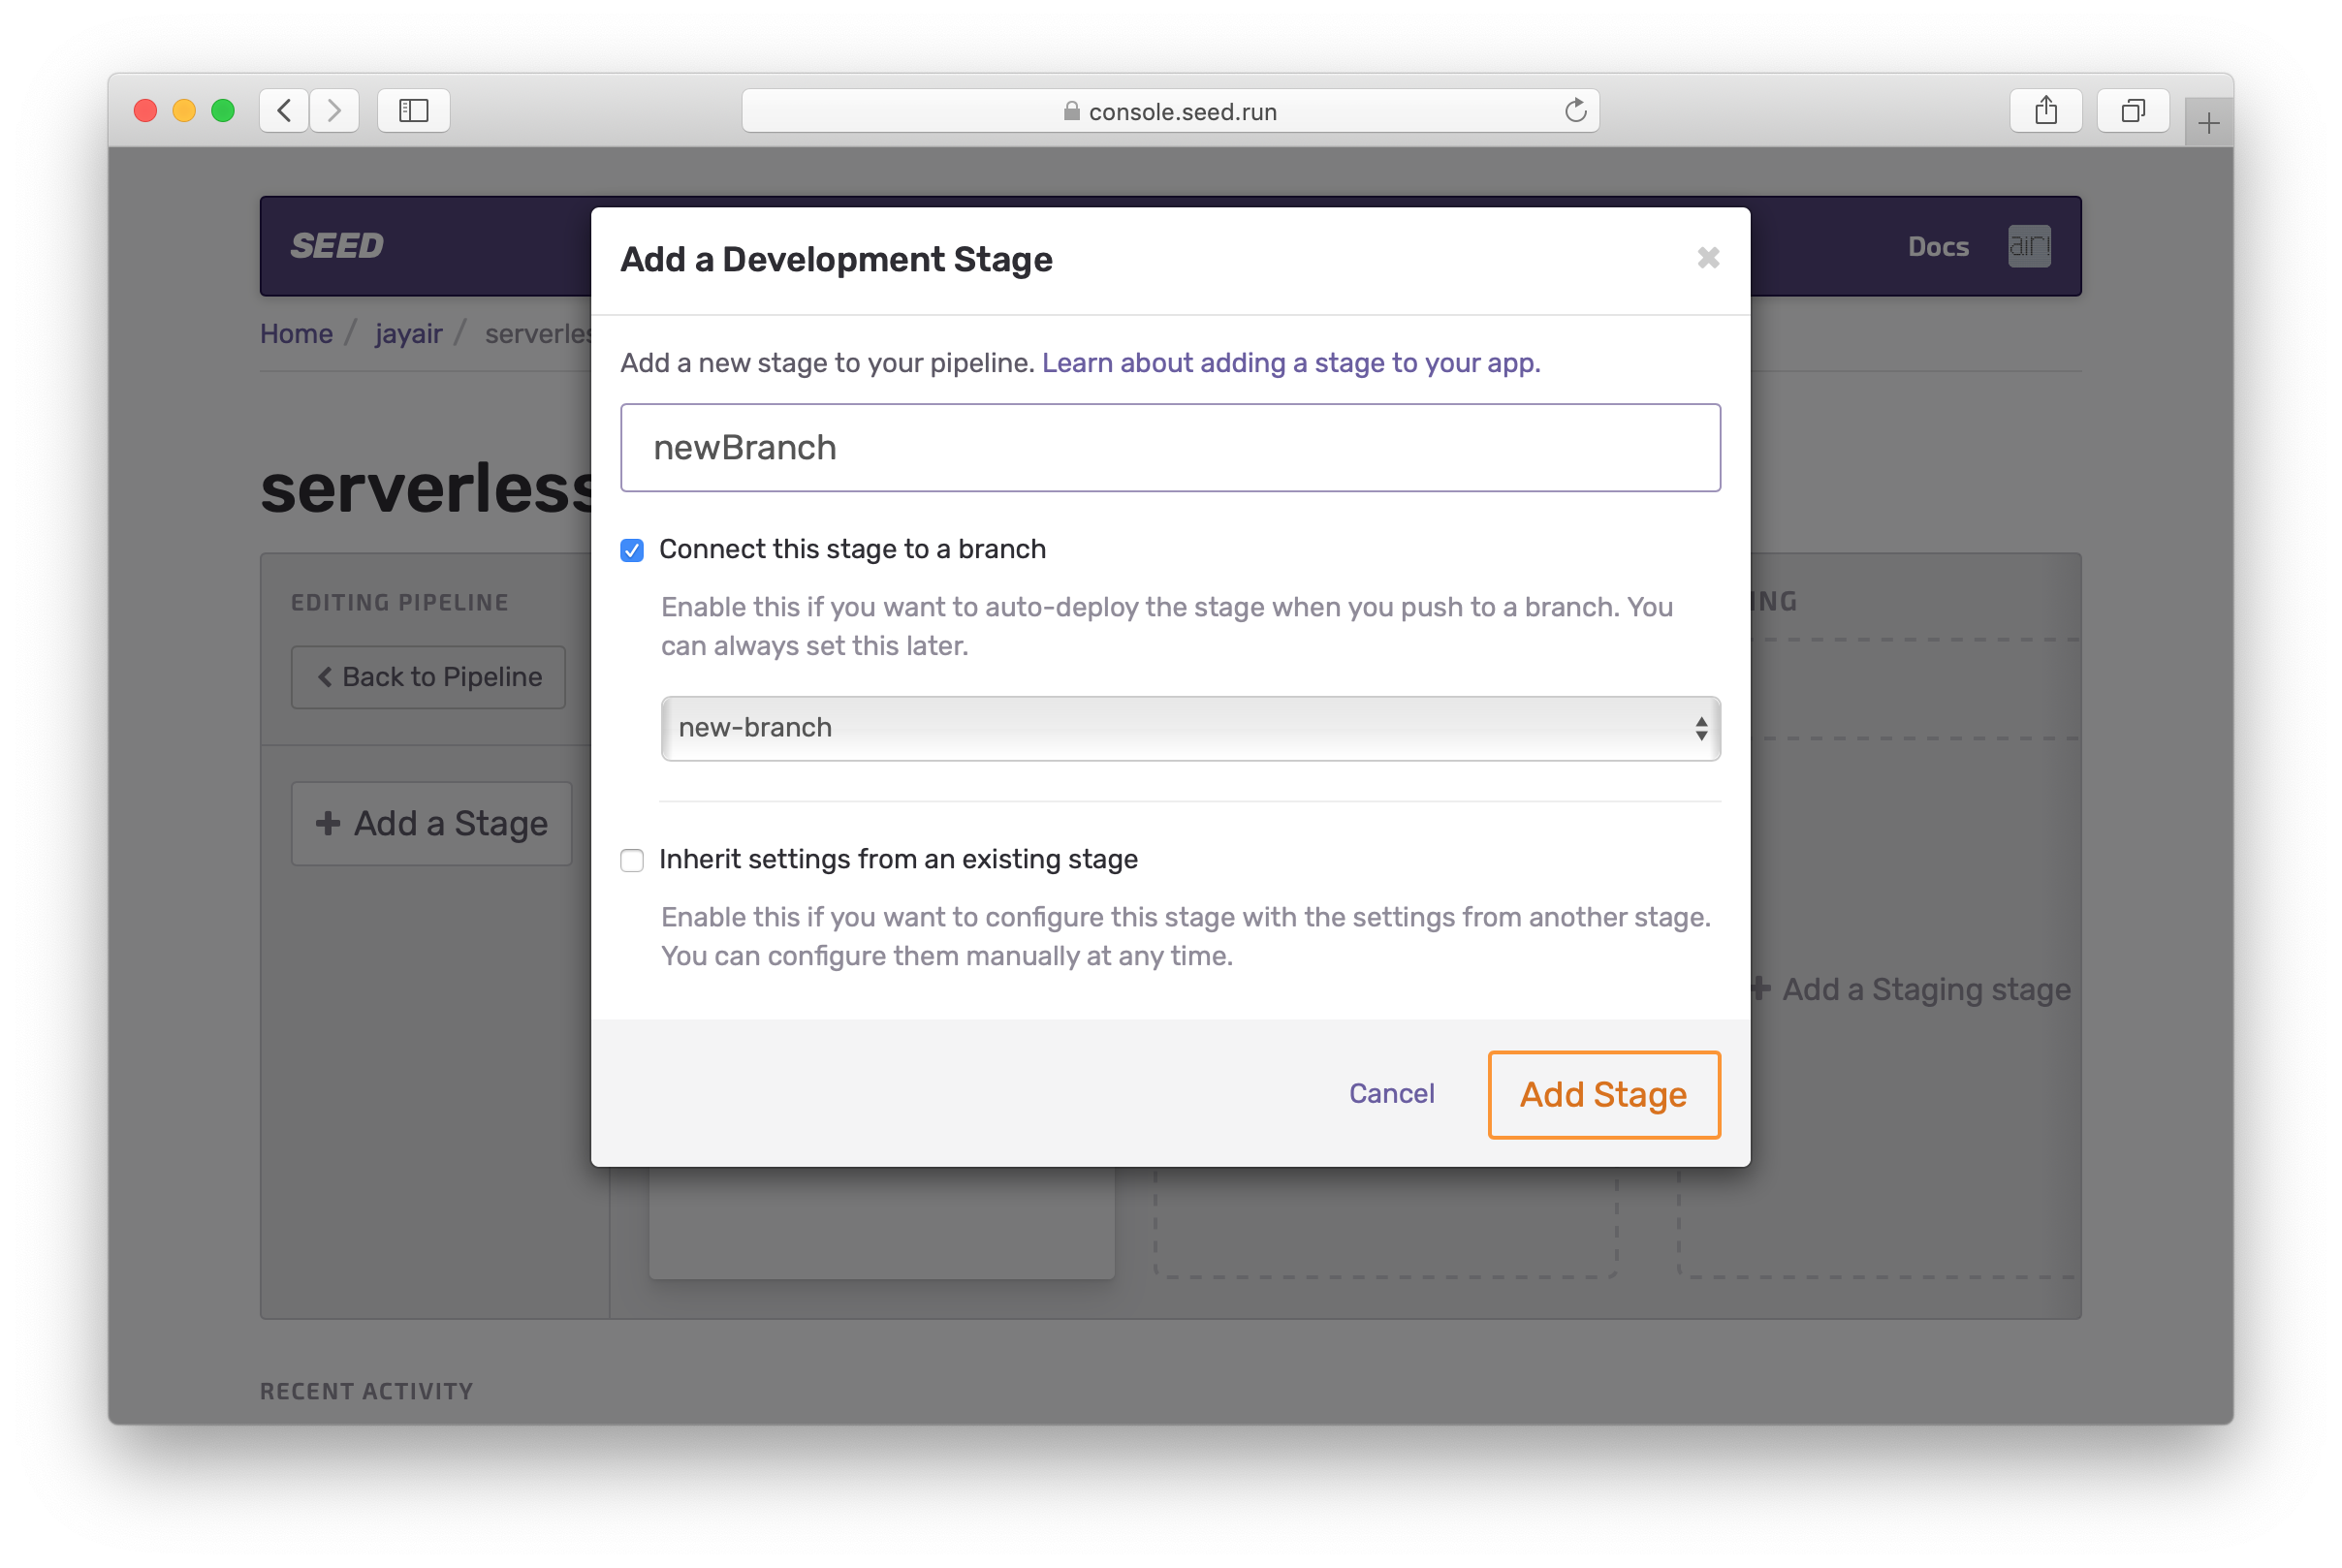 console.seed.run
SEED
Docs
Home / jayair /
Add a Development Stage
Add a new stage to your pipeline. Learn about adding a stage to your app.
newBranch
serverless
Connect this stage to a branch
Enable this if you want to auto-deploy the stage when you push to a branch. You
can always set this later.
EDITING PIPELINE
Back to Pipeline
new-branch
Add a Stage
Inherit settings from an existing stage
Enable this if you want to configure this stage with the settings from another stage.
You can configure them manually at any time.
Add a Staging stage
Cancel
Add Stage
RECENT ACTIVITY